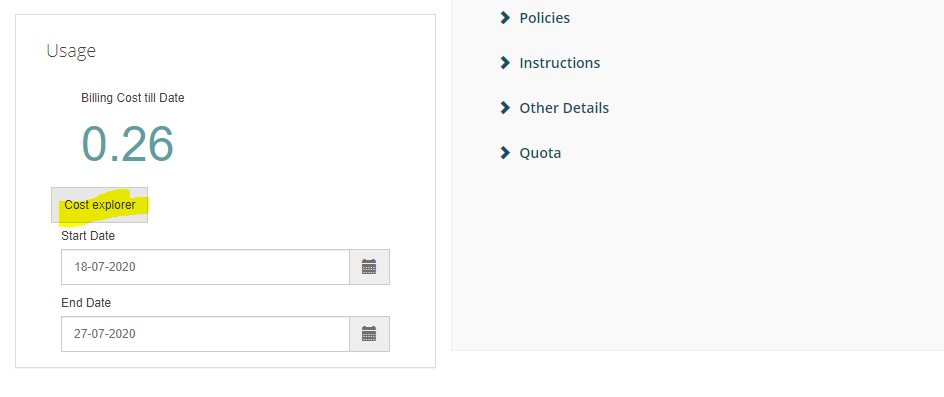 Usage
Billing Cost till Date
0.26
Cost explorer
Start Date
18-07-2020
End Date
27-07-2020
Policies
Instructions
Other Details
Quota